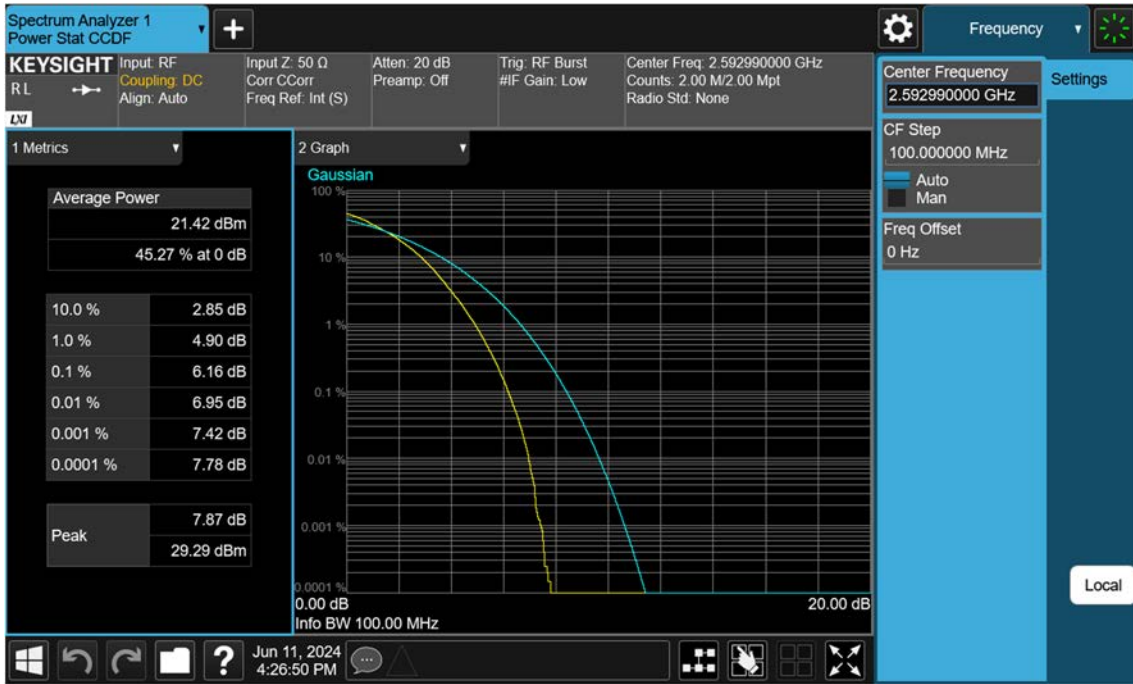 Spectrum Analyzer 1
Power Stat CCDF
+
Frequency
KEYSIGHT
R L
LXI
Input: RF
Coupling: DC
Align: Auto
Input Z: 50 Ω
Corr CCorr
Freq Ref: Int (S)
Atten: 20 dB
Preamp: Off
Trig: RF Burst
#IF Gain: Low
Center Freq: 2.592990000 GHz
Counts: 2.00 M/2.00 Mpt
Radio Std: None
Center Frequency
2.592990000 GHz
Settings
CF Step
100.000000 MHz
Auto
Man
Freq Offset
0 Hz
Local
1 Metrics
Average Power
21.42 dBm
45.27 % at 0 dB
10.0 % 2.85 dB
1.0 % 4.90 dB
0.1 % 6.16 dB
0.01 % 6.95 dB
0.001 % 7.42 dB
0.0001 % 7.78 dB
Peak
7.87 dB
29.29 dBm
2 Graph
Gaussian
100 %
10 %
1 %
0.1 %
0.01 %
0.001 %
0.0001 %
0.00 dB 20.00 dB
Info BW 100.00 MHz
?
Jun 11, 2024
4:26:50 PM